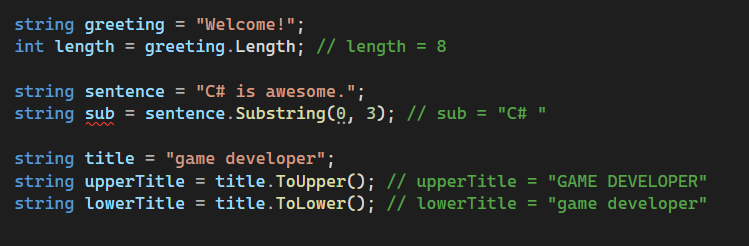 string greeting = "Welcome!";
int length = greeting.Length; // length = 8
string sentence = "C# is awesome.";
string sub = sentence.Substring(0, 3); // sub = "C# "
string title = "game developer";
string upperTitle = title.ToUpper(); // upperTitle = "GAME DEVELOPER"
string lowerTitle = title.ToLower(); // lowerTitle = "game developer"